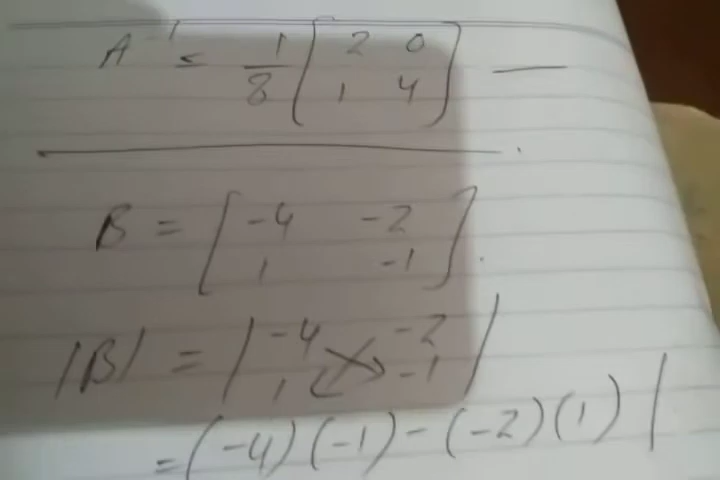 A⁻¹ = 1/8 [ 2 0
1 4 ] —
B = [ -4 -2
1 -1 ].
|B| = | -4 -2
1 -1 |
= (-4)(-1) - (-2)(1) |